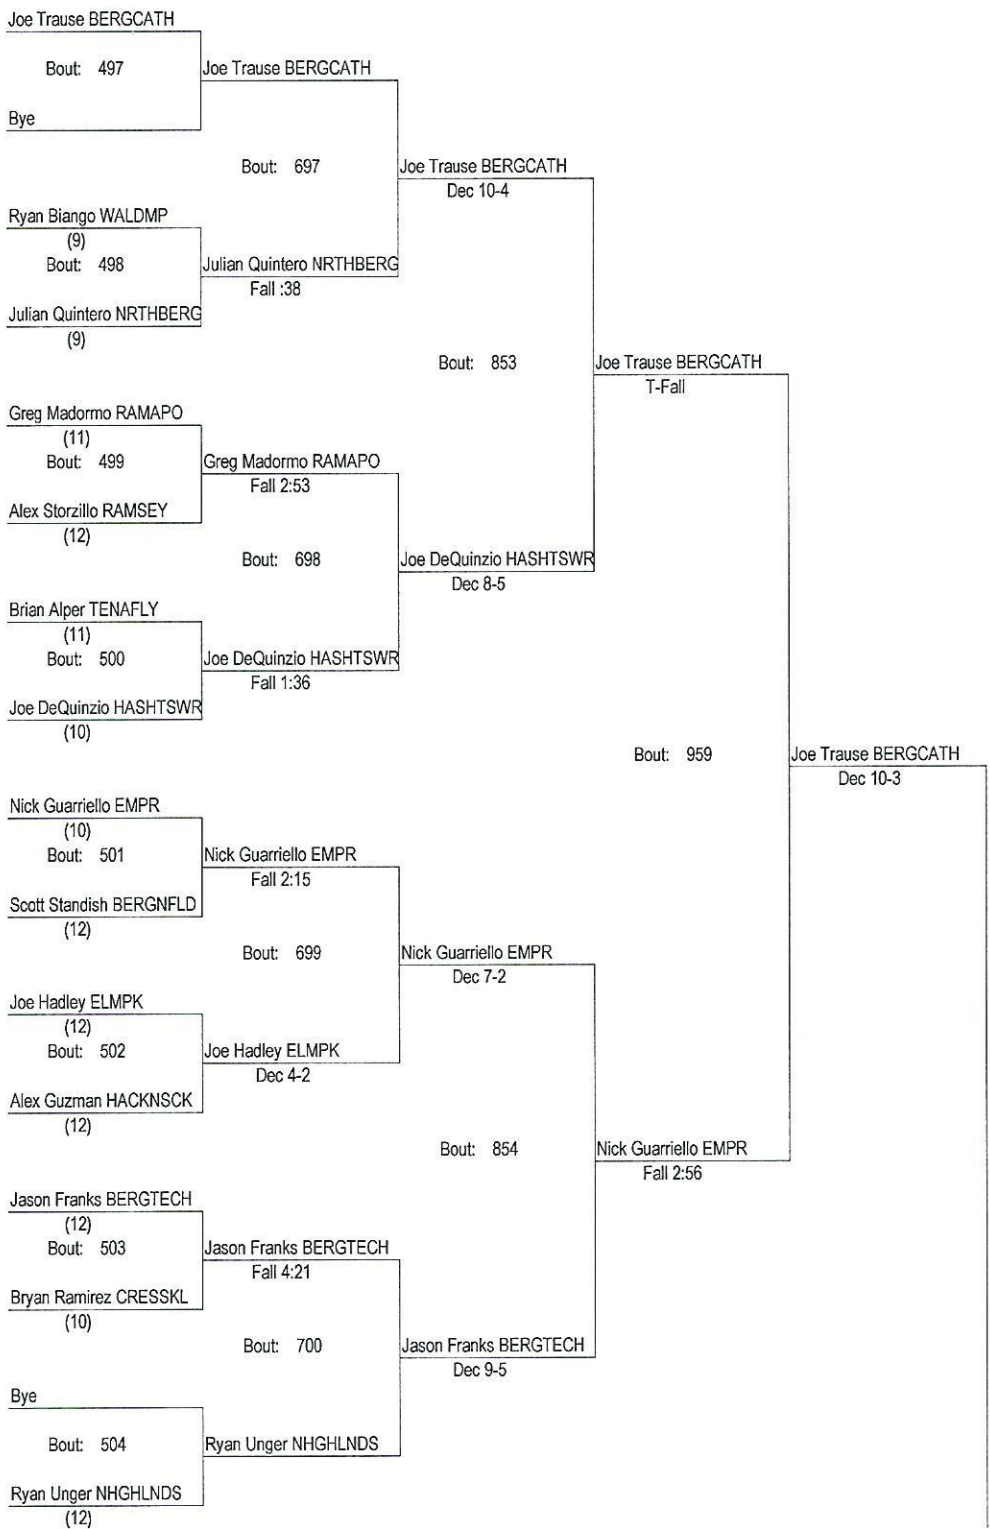 Joe Trause BERGCATH
Bout: 497
Joe Trause BERGCATH
Bye
Bout: 697
Joe Trause BERGCATH
Dec 10-4
Ryan Biango WALDMP
(9)
Bout: 498
Julian Quintero NRTHBERG
Fall :38
Julian Quintero NRTHBERG
(9)
Bout: 853
Joe Trause BERGCATH
T-Fall
Greg Madormo RAMAPO
(11)
Bout: 499
Greg Madormo RAMAPO
Fall 2:53
Alex Storzillo RAMSEY
(12)
Bout: 698
Joe DeQuinzio HASHTSWR
Dec 8-5
Brian Alper TENAFLY
(11)
Bout: 500
Joe DeQuinzio HASHTSWR
Fall 1:36
Joe DeQuinzio HASHTSWR
(10)
Bout: 959
Joe Trause BERGCATH
Dec 10-3
Nick Guarriello EMPR
(10)
Bout: 501
Nick Guarriello EMPR
Fall 2:15
Scott Standish BERGNFLD
(12)
Bout: 699
Nick Guarriello EMPR
Dec 7-2
Joe Hadley ELMPK
(12)
Bout: 502
Joe Hadley ELMPK
Dec 4-2
Alex Guzman HACKNSCK
(12)
Bout: 854
Nick Guarriello EMPR
Fall 2:56
Jason Franks BERGTECH
(12)
Bout: 503
Jason Franks BERGTECH
Fall 4:21
Bryan Ramirez CRESSKL
(10)
Bout: 700
Jason Franks BERGTECH
Dec 9-5
Bye
Bout: 504
Ryan Unger NHGHLNDS
Ryan Unger NHGHLNDS
(12)